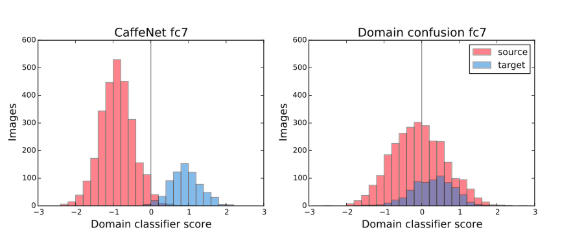 CaffeNet fc7
600
500
400
300
200
100
0
Images
−3 −2 −1 0 1 2 3
Domain classifier score
Domain confusion fc7
source
target
600
500
400
300
200
100
0
Images
−3 −2 −1 0 1 2 3
Domain classifier score